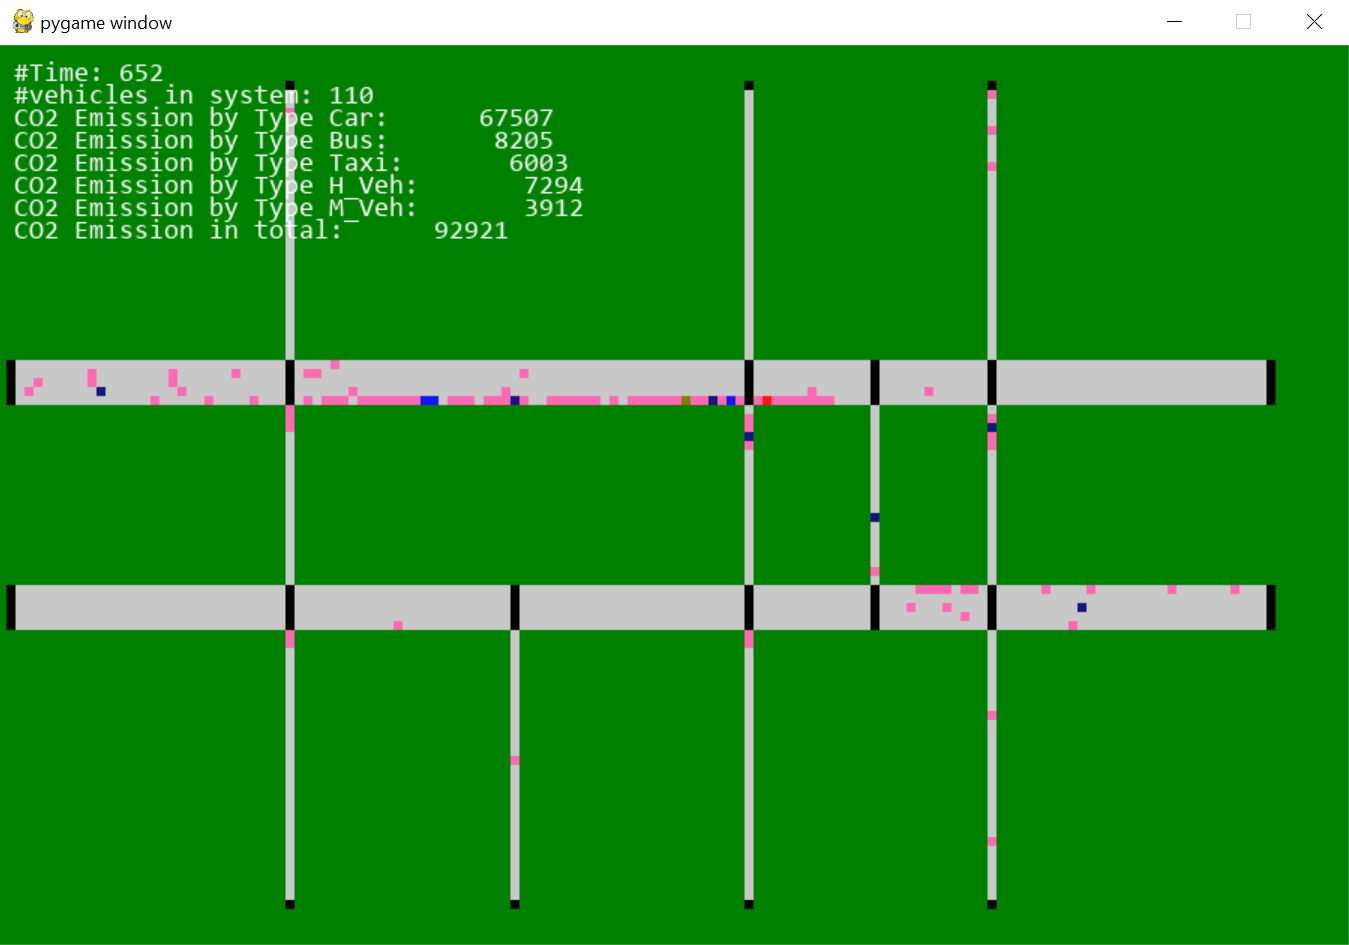 pygame window
#Time: 652
#vehicles in system: 110
CO2 Emission by Type Car: 67507
CO2 Emission by Type Bus: 8205
CO2 Emission by Type Taxi: 6003
CO2 Emission by Type H_Veh: 7294
CO2 Emission by Type M_Veh: 3912
CO2 Emission in total: 92921